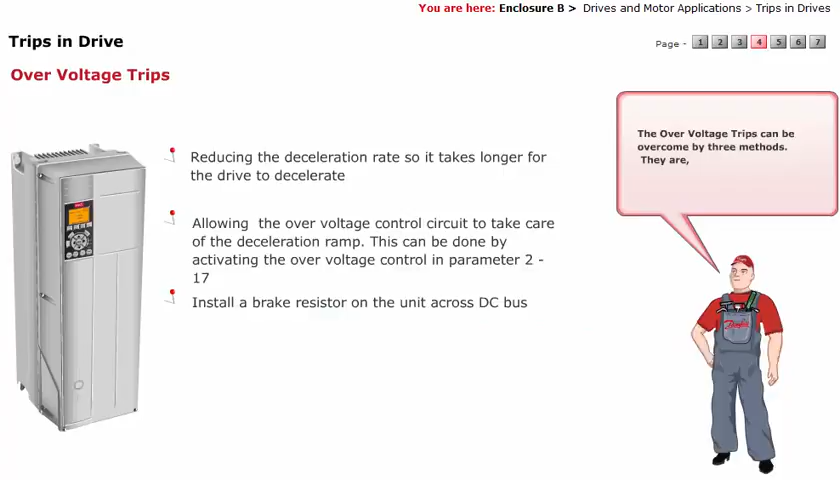 You are here: Enclosure B > Drives and Motor Applications > Trips in Drives
Trips in Drive
Page - 1 2 3 4 5 6 7
Over Voltage Trips
The Over Voltage Trips can be
overcome by three methods.
They are,
Reducing the deceleration rate so it takes longer for
the drive to decelerate
Allowing the over voltage control circuit to take care
of the deceleration ramp. This can be done by
activating the over voltage control in parameter 2 -
17
Install a brake resistor on the unit across DC bus
Danfoss